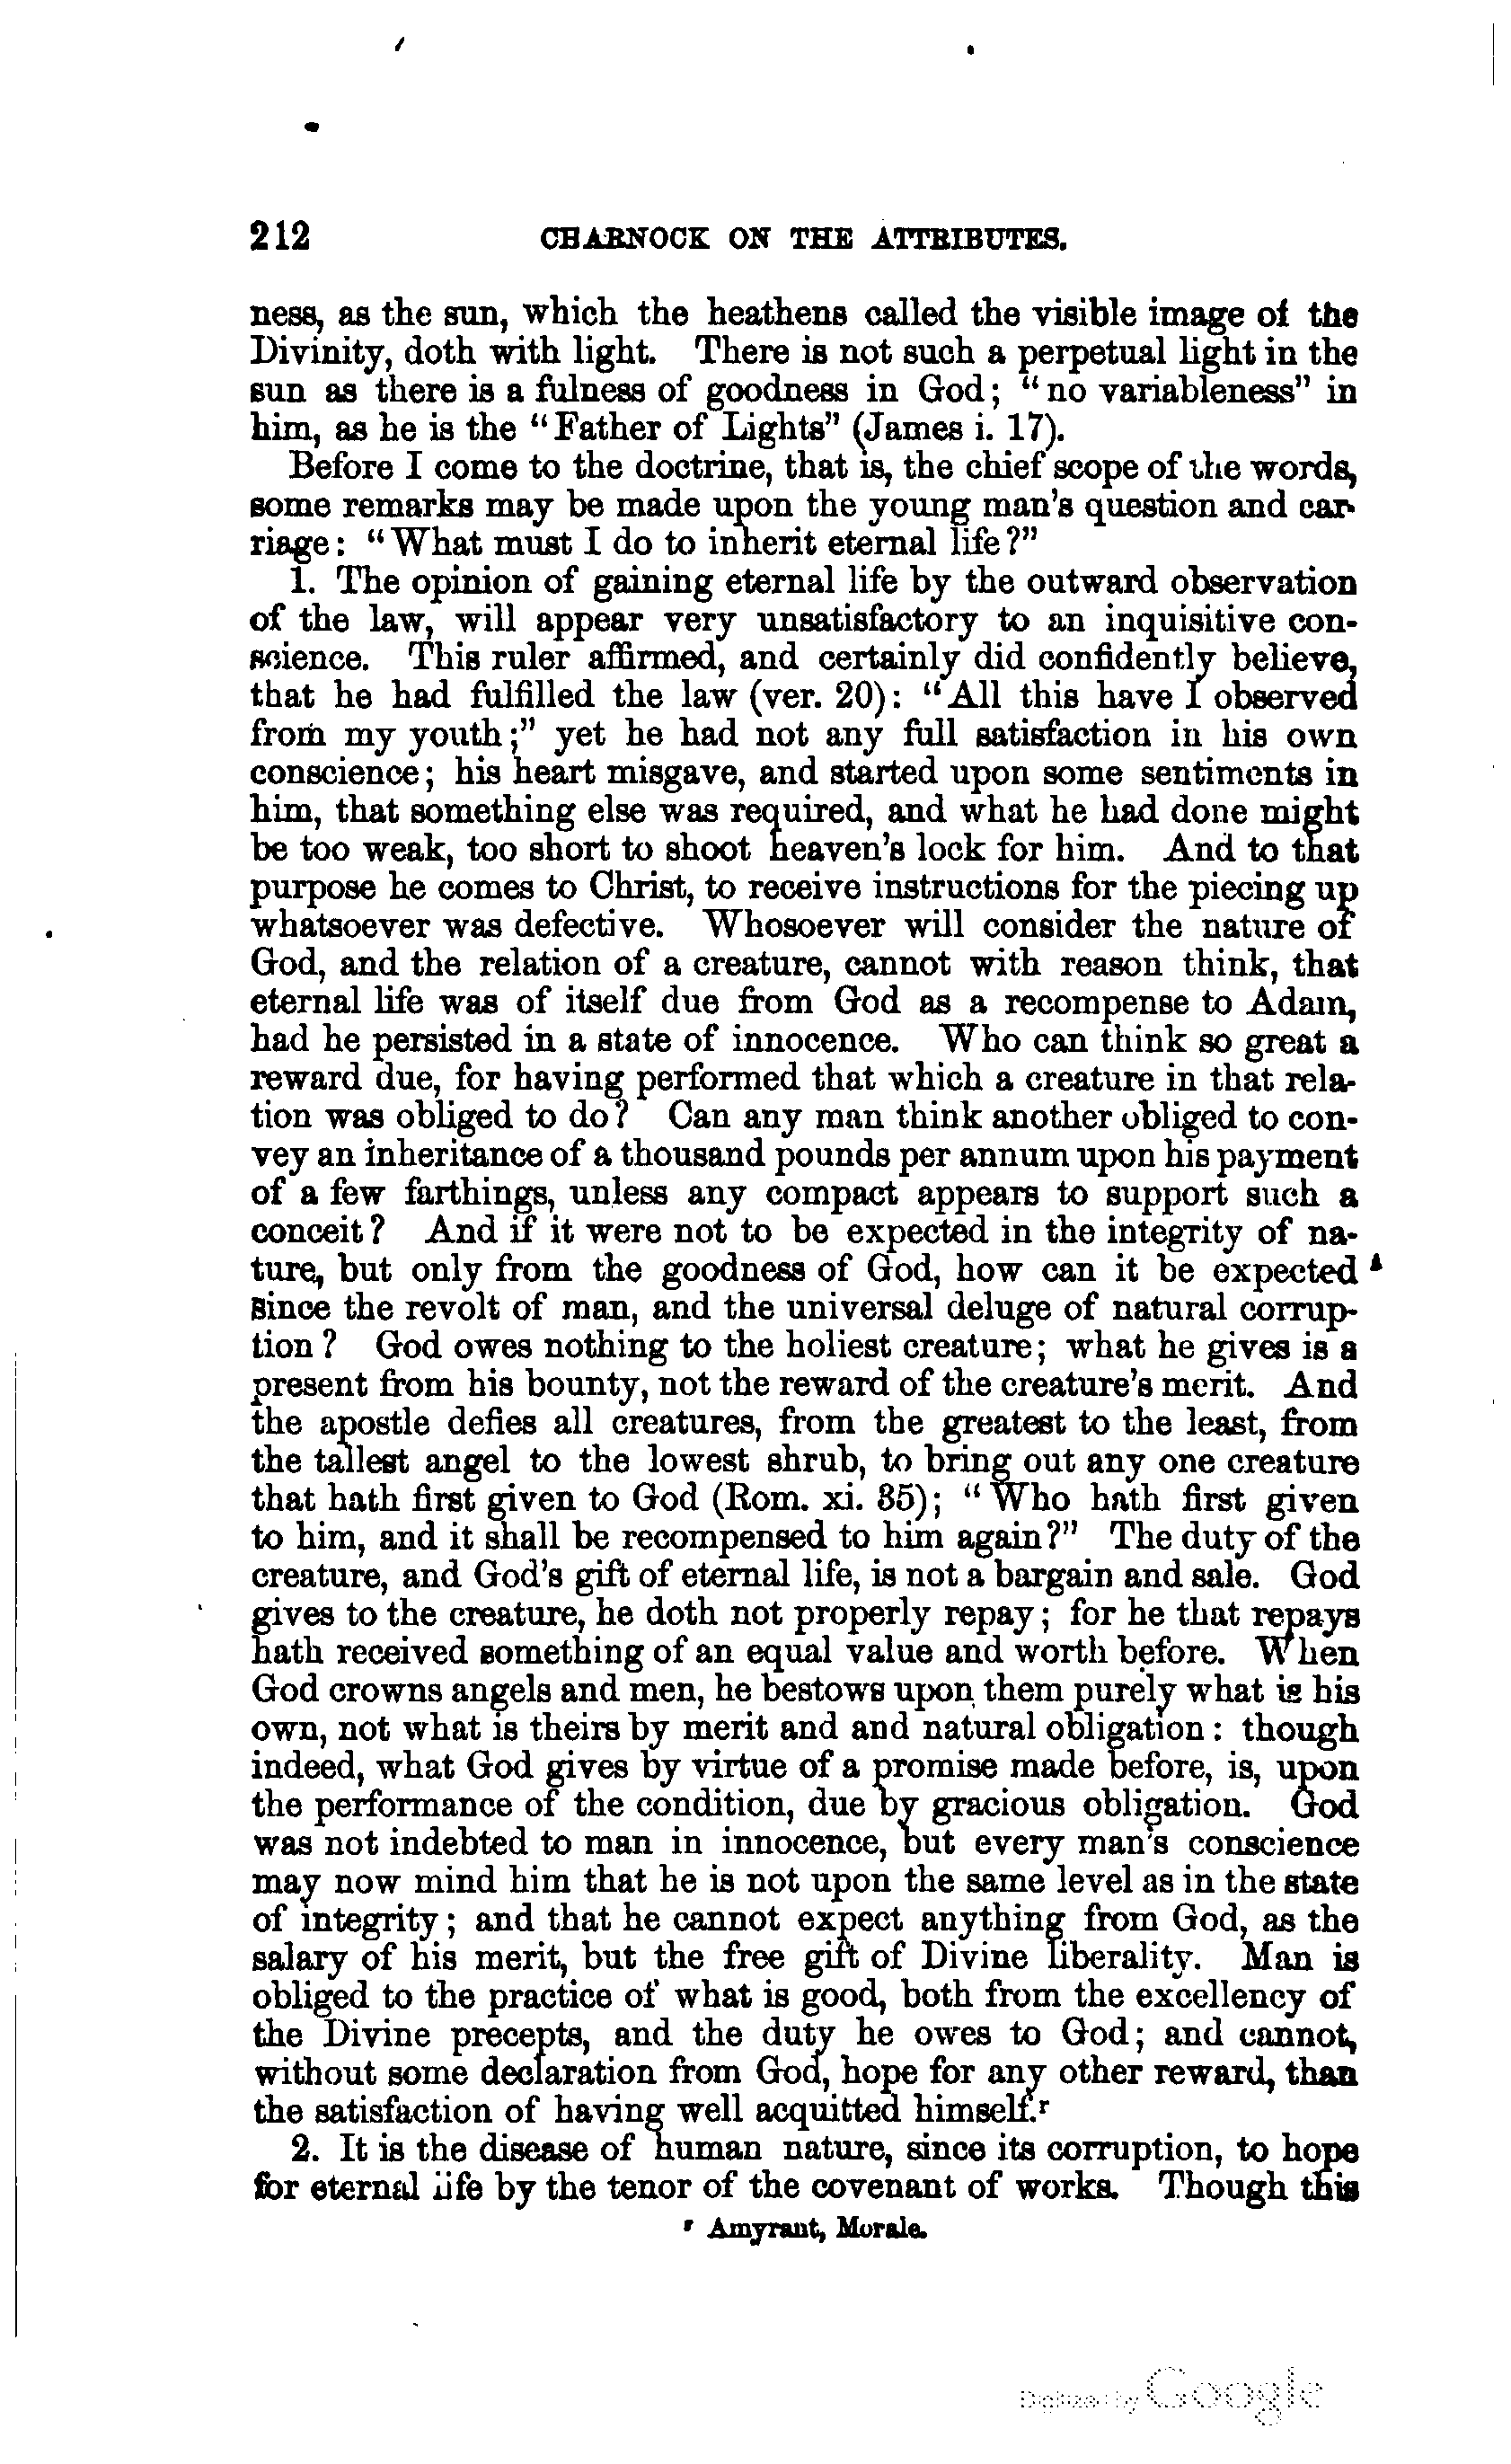 212 CHARNOCK ON THE ATTRIBUTES.
ness, as the sun, which the heathens called the visible image of the
Divinity, doth with light. There is not such a perpetual light in the
sun as there is a fulness of goodness in God; "no variableness" in
him, as he is the "Father of Lights" (James i. 17).
Before I come to the doctrine, that is, the chief scope of the words,
some remarks may be made upon the young man's question and car-
riage: "What must I do to inherit eternal life?"
1. The opinion of gaining eternal life by the outward observation
of the law, will appear very unsatisfactory to an inquisitive con-
science. This ruler affirmed, and certainly did confidently believe,
that he had fulfilled the law (ver. 20): "All this have I observed
from my youth;" yet he had not any full satisfaction in his own
conscience; his heart misgave, and started upon some sentiments in
him, that something else was required, and what he had done might
be too weak, too short to shoot heaven's lock for him. And to that
purpose he comes to Christ, to receive instructions for the piecing up
whatsoever was defective. Whosoever will consider the nature of
God, and the relation of a creature, cannot with reason think, that
eternal life was of itself due from God as a recompense to Adam,
had he persisted in a state of innocence. Who can think so great a
reward due, for having performed that which a creature in that rela-
tion was obliged to do? Can any man think another obliged to con-
vey an inheritance of a thousand pounds per annum upon his payment
of a few farthings, unless any compact appears to support such a
conceit? And if it were not to be expected in the integrity of na-
ture, but only from the goodness of God, how can it be expected
since the revolt of man, and the universal deluge of natural corrup-
tion? God owes nothing to the holiest creature; what he gives is a
present from his bounty, not the reward of the creature's merit. And
the apostle defies all creatures, from the greatest to the least, from
the tallest angel to the lowest shrub, to bring out any one creature
that hath first given to God (Rom. xi. 35); "Who hath first given
to him, and it shall be recompensed to him again?" The duty of the
creature, and God's gift of eternal life, is not a bargain and sale. God
gives to the creature, he doth not properly repay; for he that repays
hath received something of an equal value and worth before. When
God crowns angels and men, he bestows upon them purely what is his
own, not what is theirs by merit and and natural obligation: though
indeed, what God gives by virtue of a promise made before, is, upon
the performance of the condition, due by gracious obligation. God
was not indebted to man in innocence, but every man's conscience
may now mind him that he is not upon the same level as in the state
of integrity; and that he cannot expect anything from God, as the
salary of his merit, but the free gift of Divine liberality. Man is
obliged to the practice of what is good, both from the excellency of
the Divine precepts, and the duty he owes to God; and cannot,
without some declaration from God, hope for any other reward, than
the satisfaction of having well acquitted himself.r
2. It is the disease of human nature, since its corruption, to hope
for eternal life by the tenor of the covenant of works. Though this
r Amyraut, Morale.
Digitized by Google